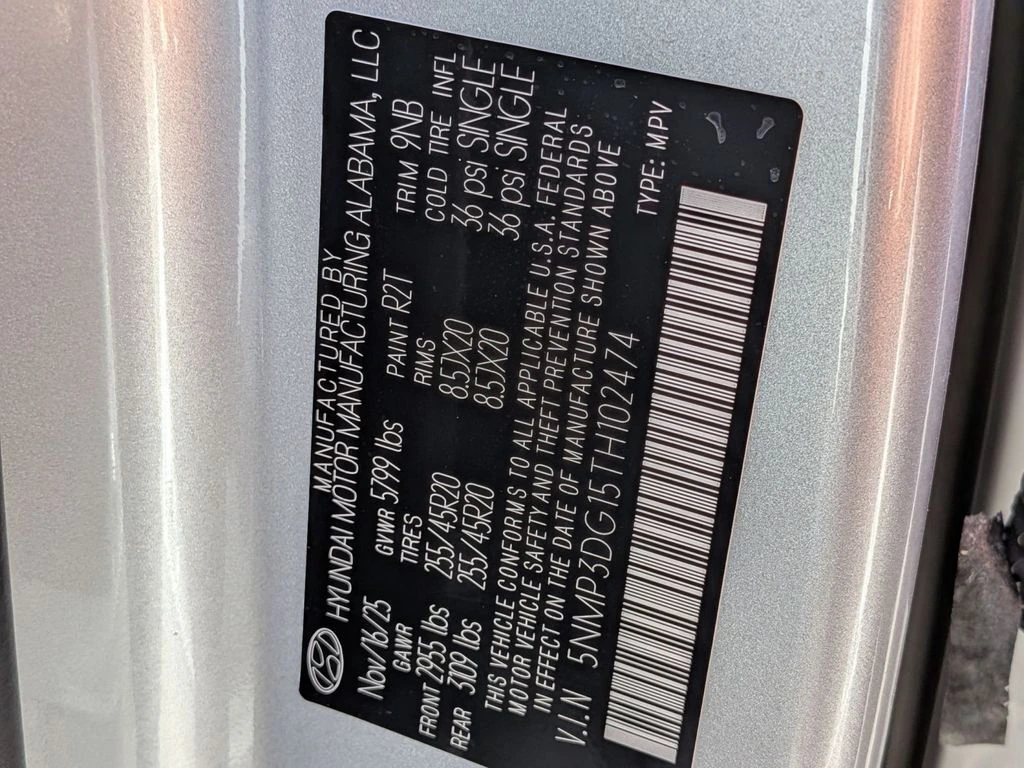 MANUFACTURED BY
HYUNDAI MOTOR MANUFACTURING ALABAMA, LLC
Nov/16/25 GVWR 5799 lbs PAINT R2T TRIM 9NB
GAWR TIRES RIMS COLD TIRE INFL
FRONT 2955 lbs 255/45R20 8.5JX20 36 psi SINGLE
REAR 3109 lbs 255/45R20 8.5JX20 36 psi SINGLE
THIS VEHICLE CONFORMS TO ALL APPLICABLE U.S.A. FEDERAL
MOTOR VEHICLE SAFETY AND THEFT PREVENTION STANDARDS
IN EFFECT ON THE DATE OF MANUFACTURE SHOWN ABOVE
V.I.N 5NMP3DG15TH102474 TYPE: MPV